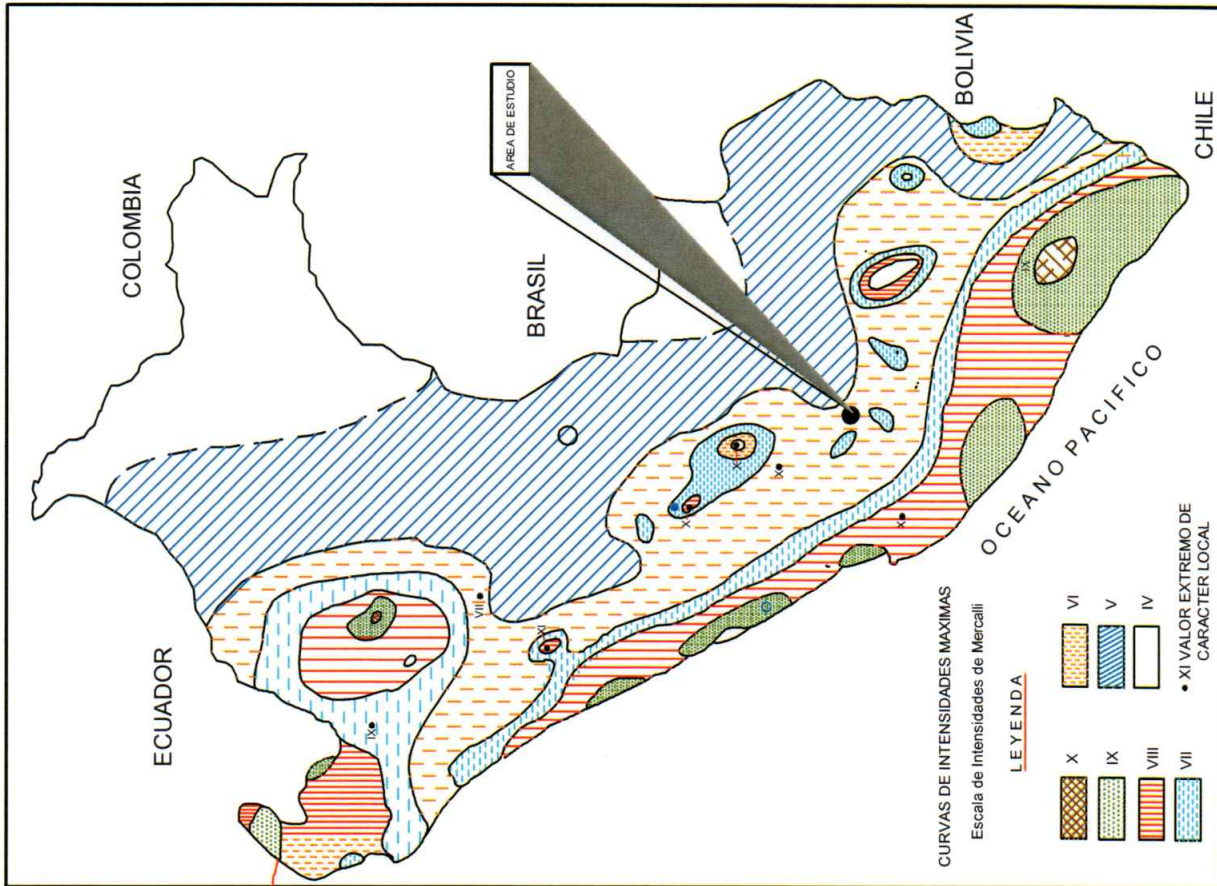 COLOMBIA
ECUADOR
BRASIL
AREA DE ESTUDIO
BOLIVIA
CHILE
OCEANO PACIFICO
IX
VIII
XI
X
X
X
IX
CURVAS DE INTENSIDADES MAXIMAS
Escala de Intensidades de Mercalli
LEYENDA
X
IX
VIII
VII
VI
V
IV
• XI VALOR EXTREMO DE
CARACTER LOCAL